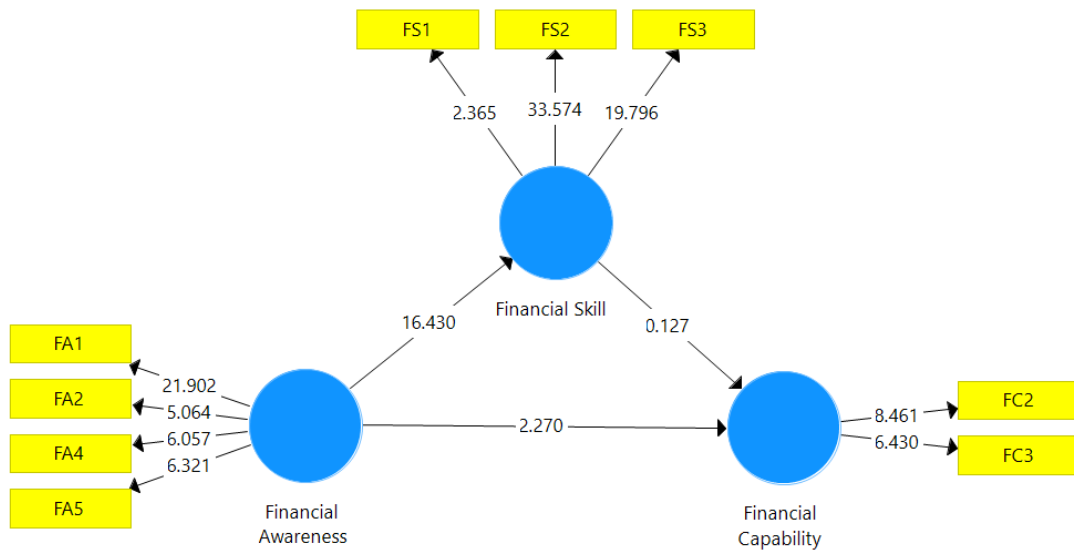 FS1
FS2
FS3
2.365
33.574
19.796
Financial Skill
16.430
0.127
FA1
FA2
FA4
FA5
21.902
5.064
6.057
6.321
2.270
8.461
6.430
FC2
FC3
Financial
Awareness
Financial
Capability